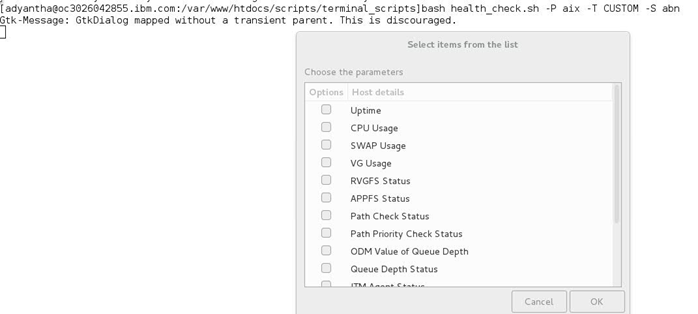 [adyantha@oc3026042855.ibm.com:/var/www/htdocs/scripts/terminal_scripts]bash health_check.sh -P aix -T CUSTOM -S abn
Gtk-Message: GtkDialog mapped without a transient parent. This is discouraged.
Select items from the list
Choose the parameters
Options Host details
Uptime
CPU Usage
SWAP Usage
VG Usage
RVGFS Status
APPFS Status
Path Check Status
Path Priority Check Status
ODM Value of Queue Depth
Queue Depth Status
ITM Agent Status
Cancel OK